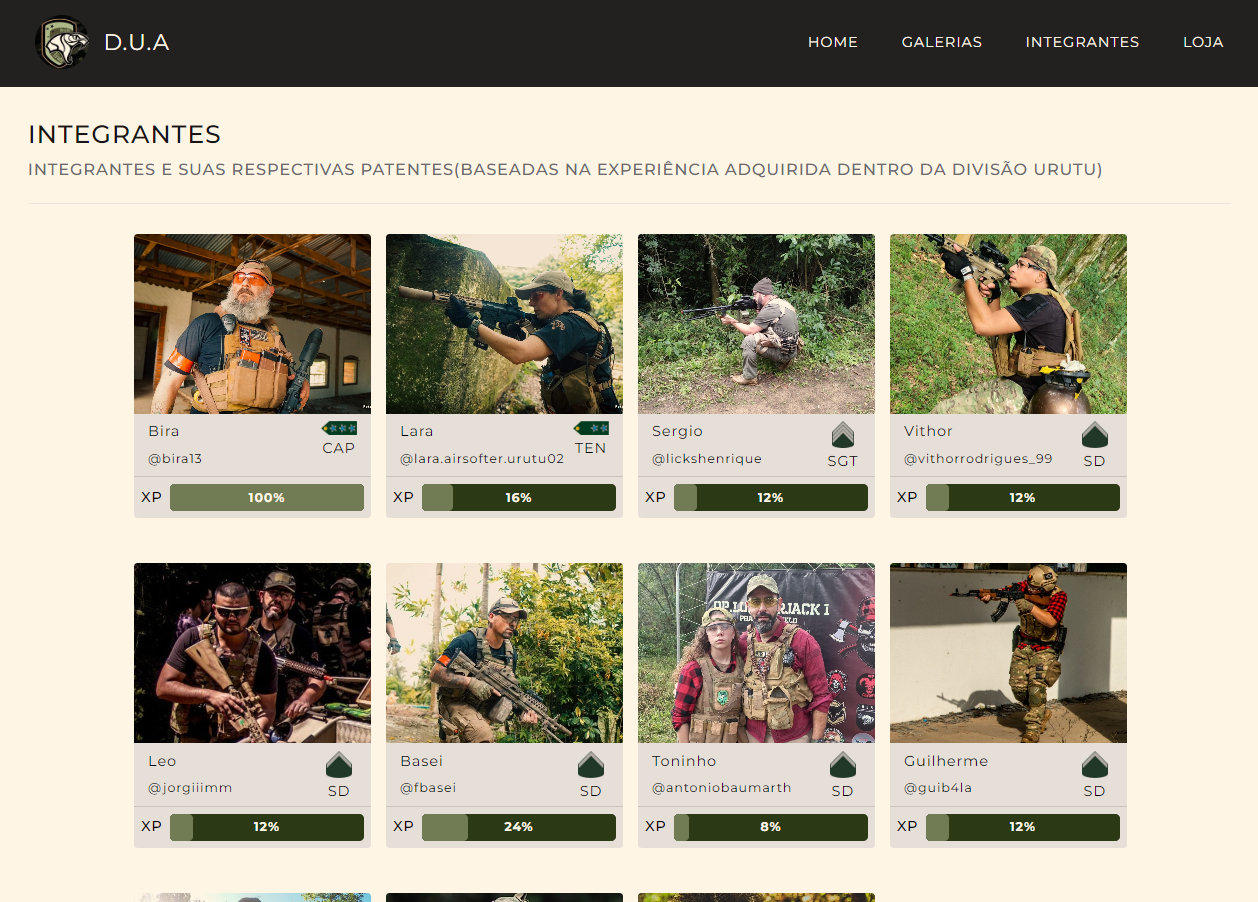 D.U.A
HOME GALERIAS INTEGRANTES LOJA
INTEGRANTES
INTEGRANTES E SUAS RESPECTIVAS PATENTES(BASEADAS NA EXPERIÊNCIA ADQUIRIDA DENTRO DA DIVISÃO URUTU)
Bira
CAP
@bira13
XP 100%
Lara
TEN
@lara.airsofter.urutu02
XP 16%
Sergio
@lickshenrique
SGT
XP 12%
Vithor
@vithorrodrigues_99
SD
XP 12%
Leo
@jorgiiimm
SD
XP 12%
Basei
@fbasei
SD
XP 24%
Toninho
@antoniobaumarth
SD
XP 8%
Guilherme
@guib4la
SD
XP 12%